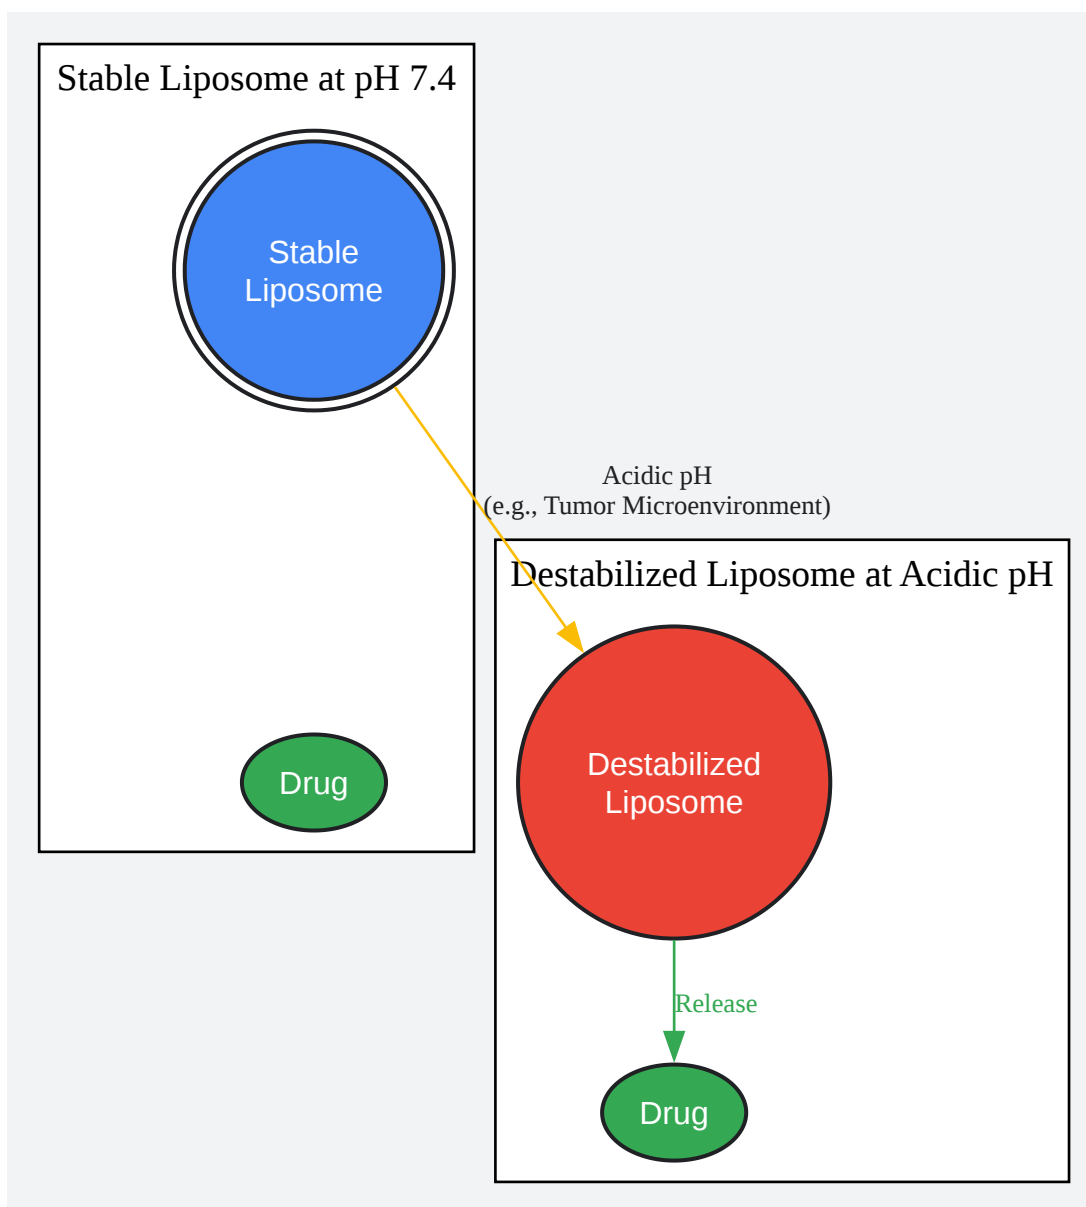 Stable Liposome at pH 7.4
Stable
Liposome
Acidic pH
(e.g., Tumor Microenvironment)
Destabilized Liposome at Acidic pH
Destabilized
Liposome
Drug
Release
Drug